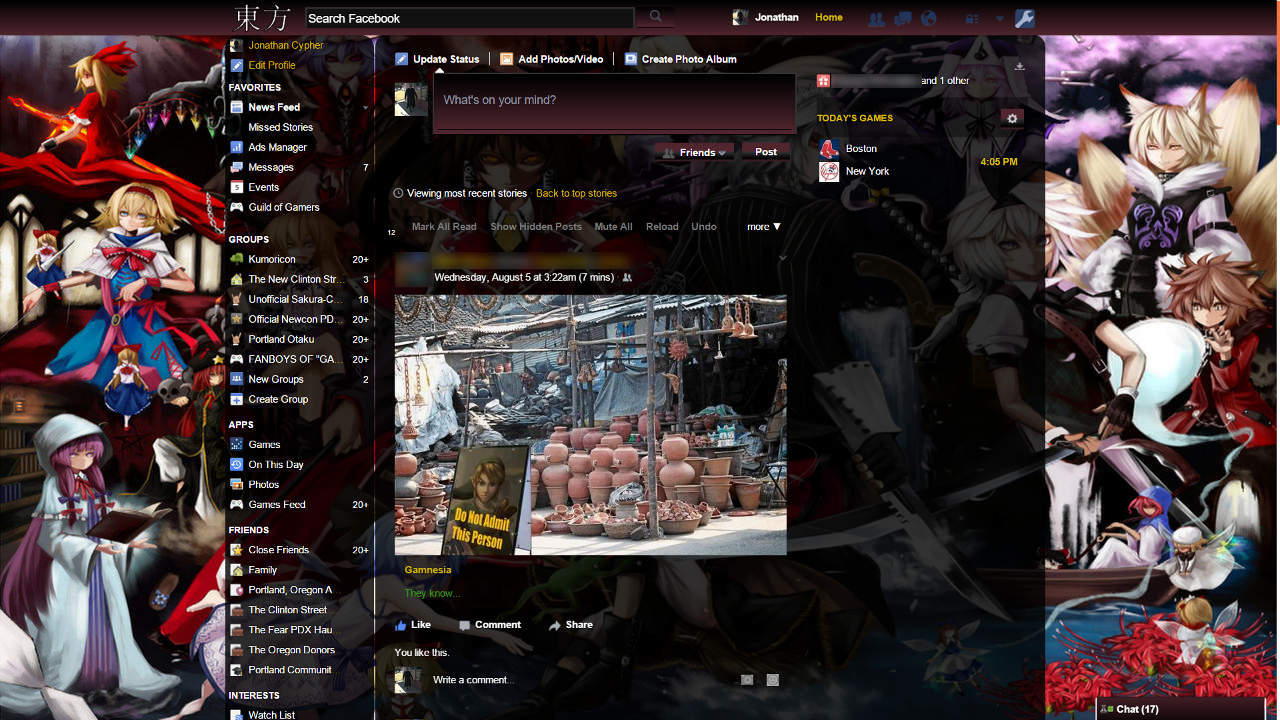 東方
Search Facebook
Jonathan
Home
Jonathan Cypher
Edit Profile
FAVORITES
News Feed
Missed Stories
Ads Manager
Messages 7
Events
Guild of Gamers
GROUPS
Kumoricon 20+
The New Clinton Str... 3
Unofficial Sakura-C... 18
Official Newcon PD... 20+
Portland Otaku 20+
FANBOYS OF "GA... 20+
New Groups 2
Create Group
APPS
Games
On This Day
Photos
Games Feed 20+
FRIENDS
Close Friends 20+
Family
Portland, Oregon A...
The Clinton Street
The Fear PDX Hau...
The Oregon Donors
Portland Communit
INTERESTS
Watch List
Update Status
Add Photos/Video
Create Photo Album
What's on your mind?
Friends
Post
Viewing most recent stories Back to top stories
12 Mark All Read Show Hidden Posts Mute All Reload Undo more ▼
Wednesday, August 5 at 3:22am (7 mins)
Do Not Admit
This Person
Gamnesia
They know...
Like Comment Share
You like this.
Write a comment...
and 1 other
TODAY'S GAMES
Boston
4:05 PM
New York
Chat (17)